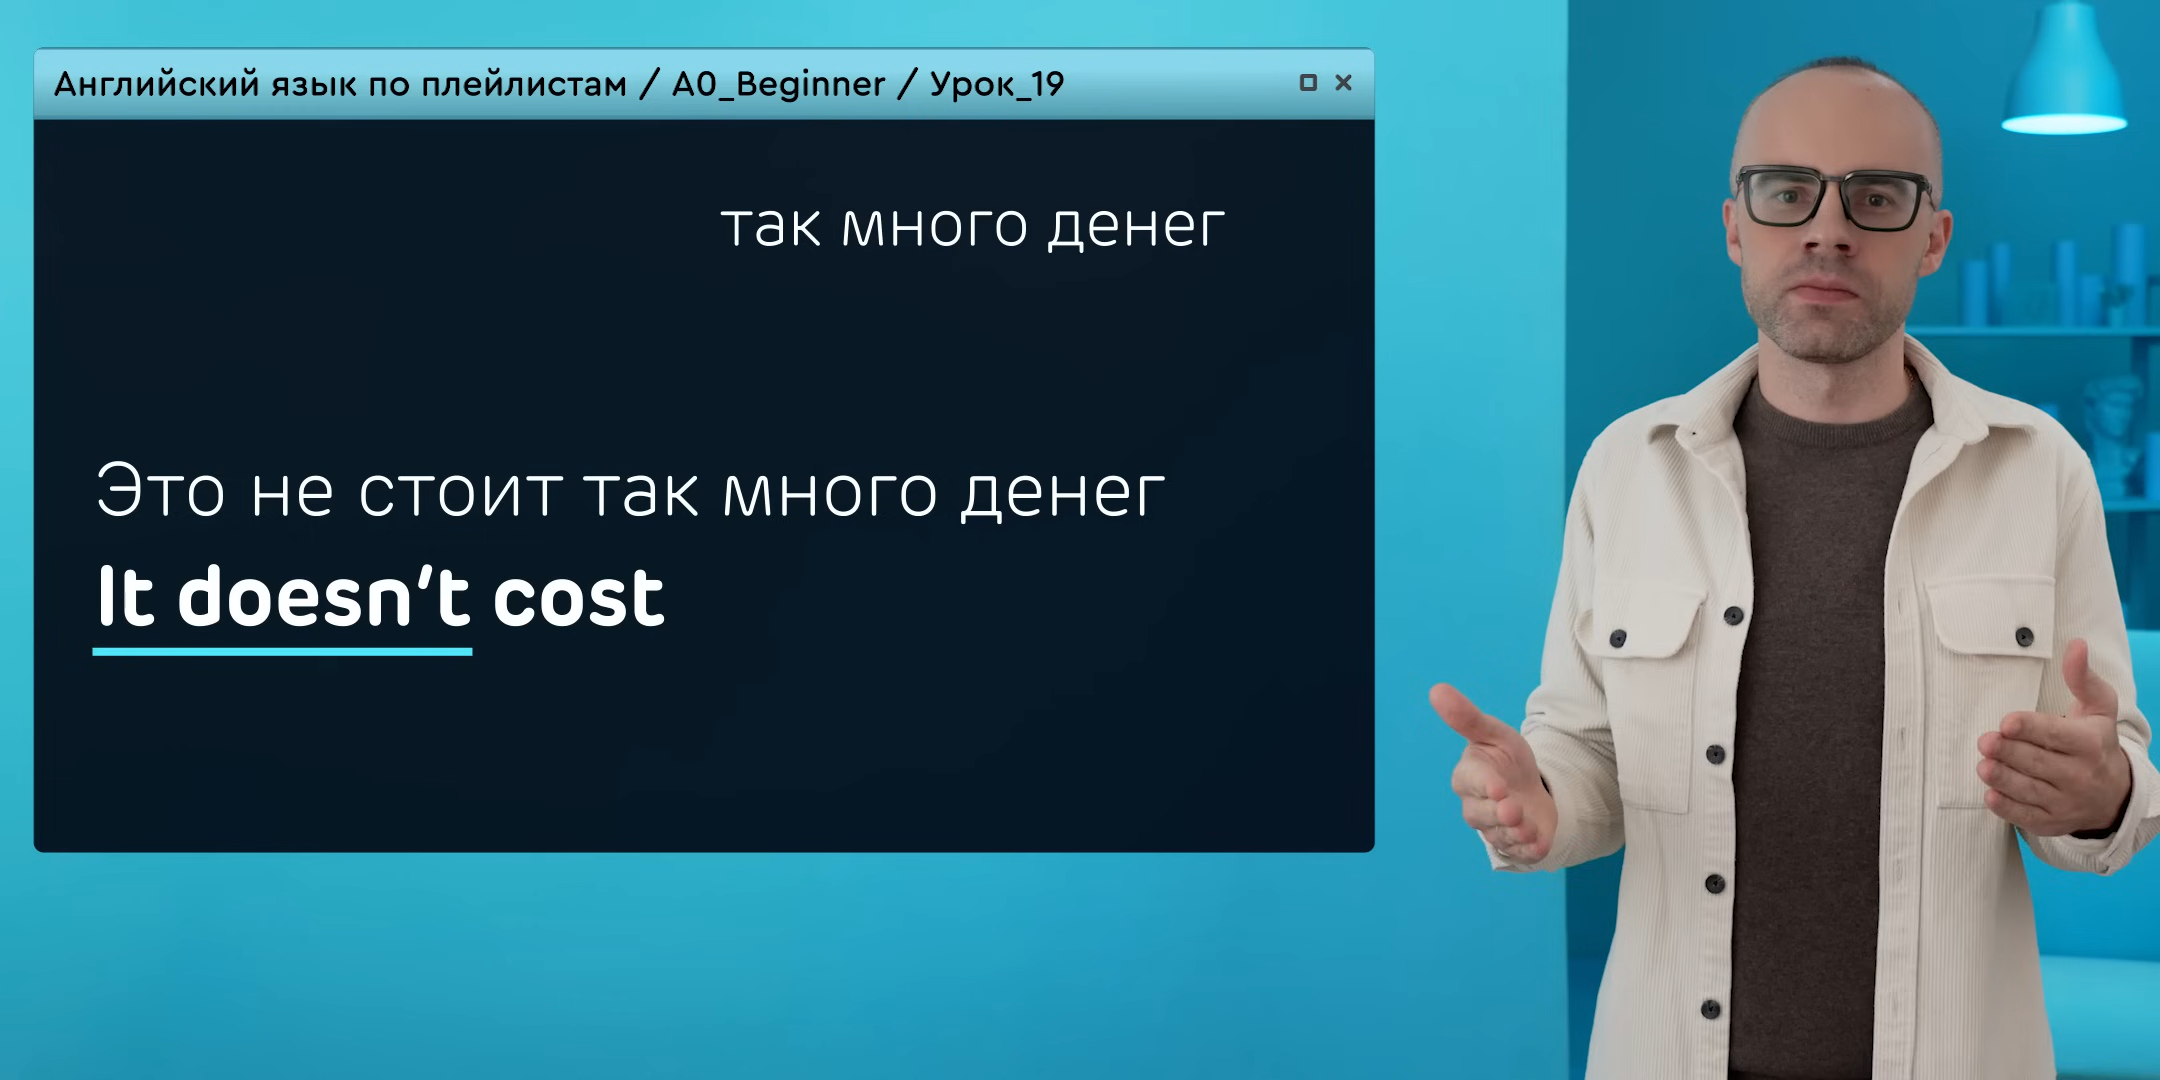 Английский язык по плейлистам / A0_Beginner / Урок_19
так много денег
Это не стоит так много денег
It doesn't cost